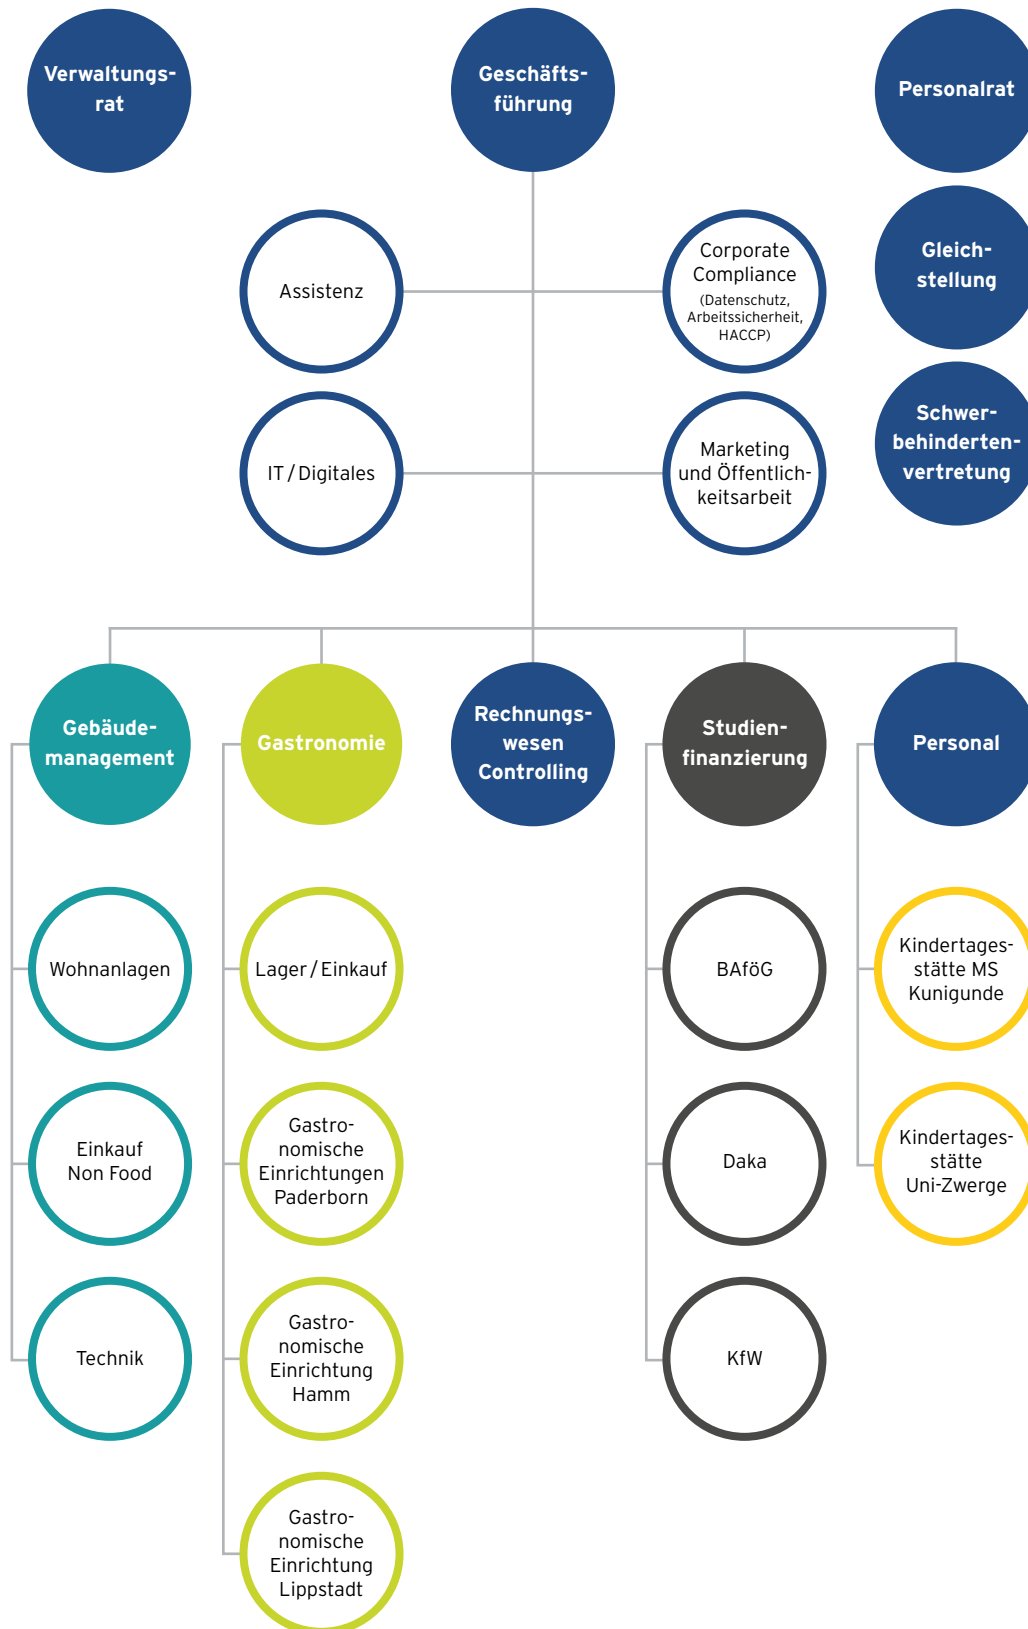 Verwaltungs-
rat
Geschäfts-
führung
Personalrat
Assistenz
Corporate
Compliance
(Datenschutz,
Arbeitssicherheit,
HACCP)
Gleich-
stellung
IT / Digitales
Marketing
und Öffentlich-
keitsarbeit
Schwer-
behinderten-
vertretung
Gebäude-
management
Gastronomie
Rechnungs-
wesen
Controlling
Studien-
finanzierung
Personal
Wohnanlagen
Lager / Einkauf
BAföG
Kindertages-
stätte MS
Kunigunde
Einkauf
Non Food
Gastro-
nomische
Einrichtungen
Paderborn
Daka
Kindertages-
stätte
Uni-Zwerge
Technik
Gastro-
nomische
Einrichtung
Hamm
KfW
Gastro-
nomische
Einrichtung
Lippstadt